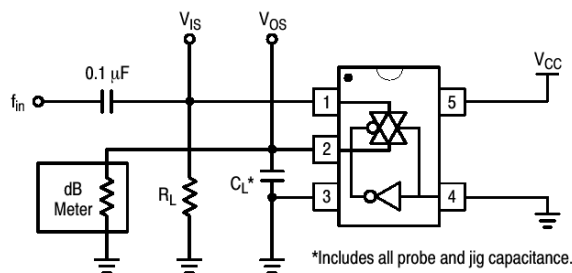 V_IS
V_OS
0.1 μF
V_CC
f_in
1
5
2
dB
Meter
R_L
C_L*
3
4
*Includes all probe and jig capacitance.